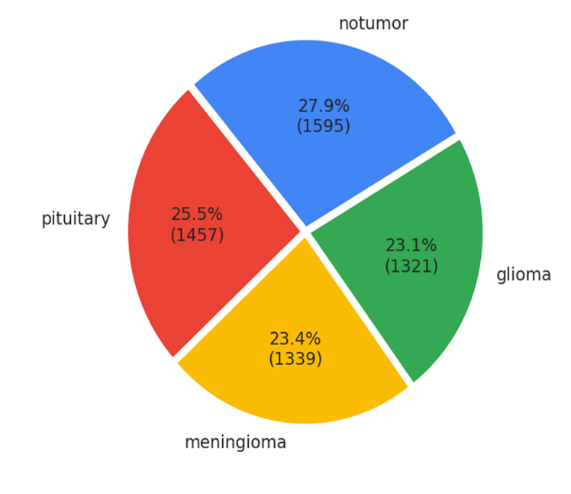 notumor
27.9%
(1595)
pituitary
25.5%
(1457)
23.1%
(1321)
glioma
23.4%
(1339)
meningioma